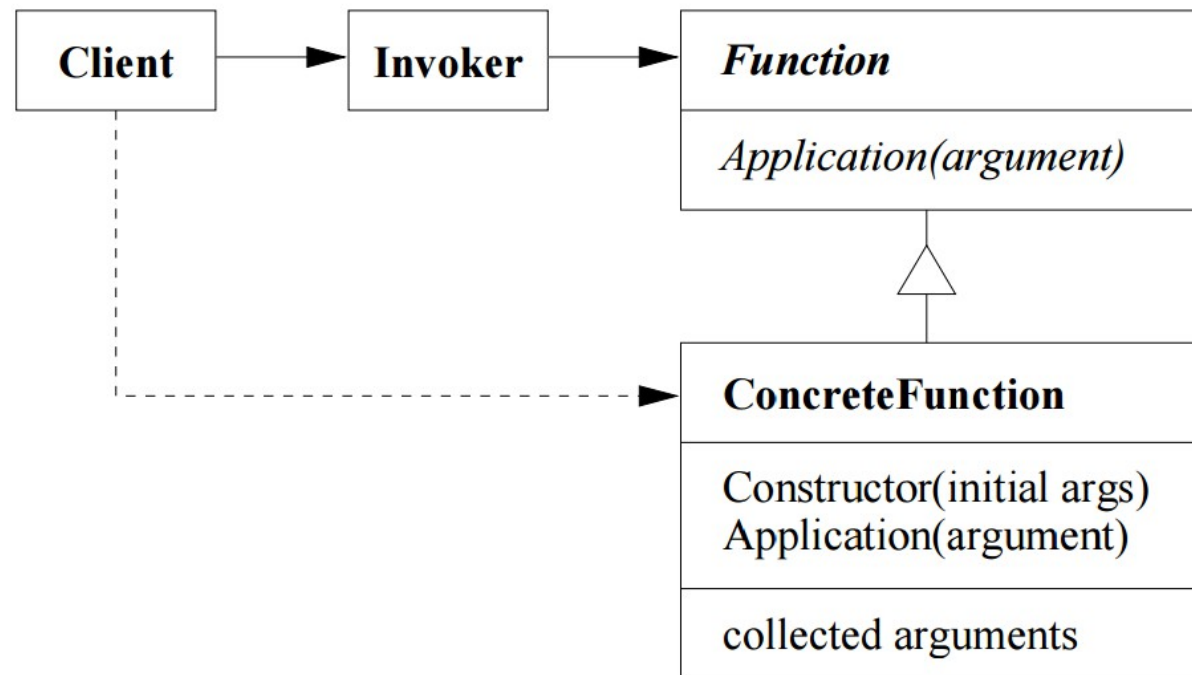 Client
Invoker
Function
Application(argument)
ConcreteFunction
Constructor(initial args)
Application(argument)
collected arguments